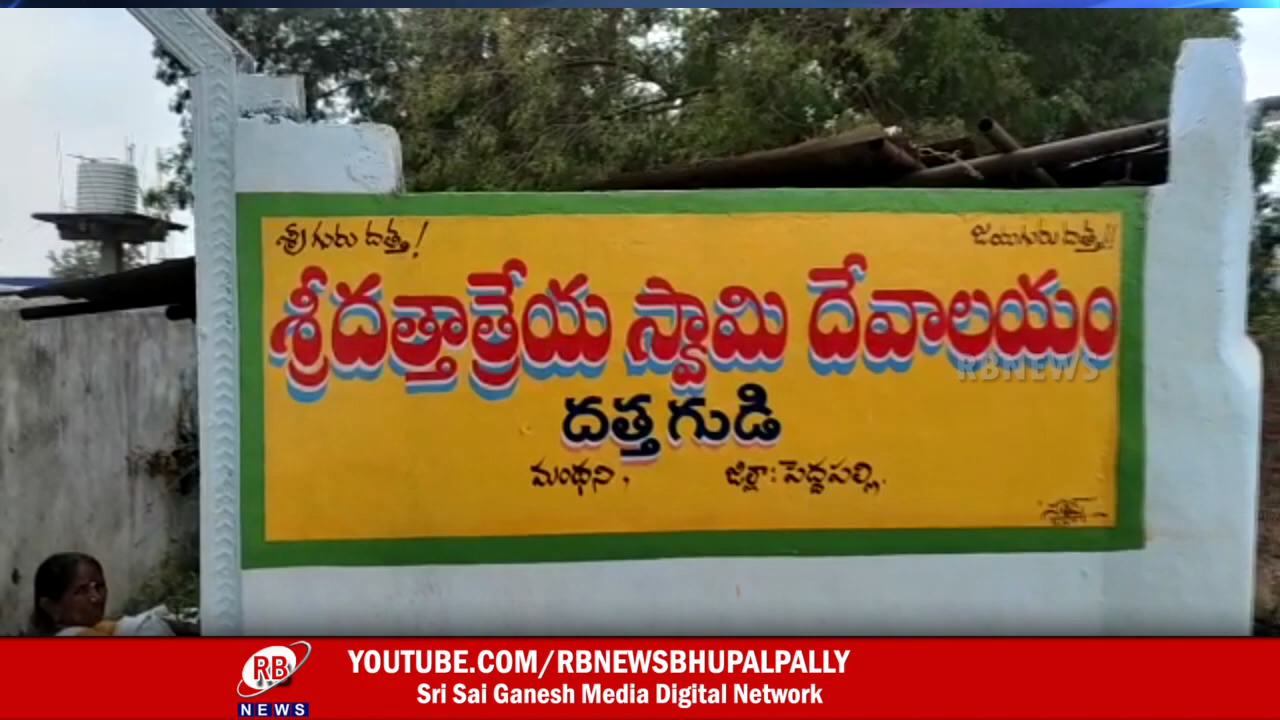 శ్రీ గురు దత్త! జయగురు దత్త!!
శ్రీదత్తాత్రేయ స్వామి దేవాలయం
RBNEWS
దత్త గుడి
మంథని, జిల్లా: పెద్దపల్లి.
RB
NEWS
YOUTUBE.COM/RBNEWSBHUPALPALLY
Sri Sai Ganesh Media Digital Network